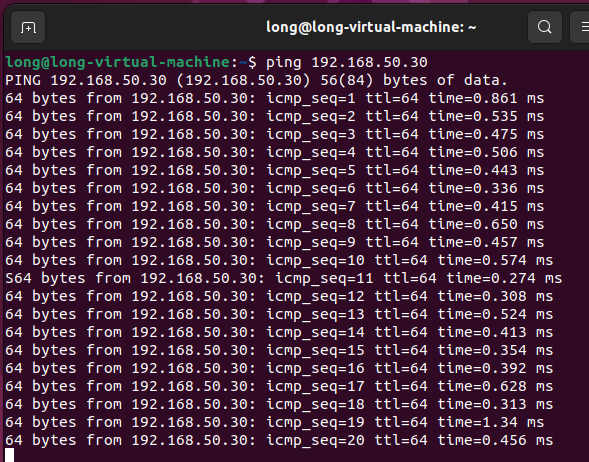 long@long-virtual-machine: ~
long@long-virtual-machine:~$ ping 192.168.50.30
PING 192.168.50.30 (192.168.50.30) 56(84) bytes of data.
64 bytes from 192.168.50.30: icmp_seq=1 ttl=64 time=0.861 ms
64 bytes from 192.168.50.30: icmp_seq=2 ttl=64 time=0.535 ms
64 bytes from 192.168.50.30: icmp_seq=3 ttl=64 time=0.475 ms
64 bytes from 192.168.50.30: icmp_seq=4 ttl=64 time=0.506 ms
64 bytes from 192.168.50.30: icmp_seq=5 ttl=64 time=0.443 ms
64 bytes from 192.168.50.30: icmp_seq=6 ttl=64 time=0.336 ms
64 bytes from 192.168.50.30: icmp_seq=7 ttl=64 time=0.415 ms
64 bytes from 192.168.50.30: icmp_seq=8 ttl=64 time=0.650 ms
64 bytes from 192.168.50.30: icmp_seq=9 ttl=64 time=0.457 ms
64 bytes from 192.168.50.30: icmp_seq=10 ttl=64 time=0.574 ms
S64 bytes from 192.168.50.30: icmp_seq=11 ttl=64 time=0.274 ms
64 bytes from 192.168.50.30: icmp_seq=12 ttl=64 time=0.308 ms
64 bytes from 192.168.50.30: icmp_seq=13 ttl=64 time=0.524 ms
64 bytes from 192.168.50.30: icmp_seq=14 ttl=64 time=0.413 ms
64 bytes from 192.168.50.30: icmp_seq=15 ttl=64 time=0.354 ms
64 bytes from 192.168.50.30: icmp_seq=16 ttl=64 time=0.392 ms
64 bytes from 192.168.50.30: icmp_seq=17 ttl=64 time=0.628 ms
64 bytes from 192.168.50.30: icmp_seq=18 ttl=64 time=0.313 ms
64 bytes from 192.168.50.30: icmp_seq=19 ttl=64 time=1.34 ms
64 bytes from 192.168.50.30: icmp_seq=20 ttl=64 time=0.456 ms